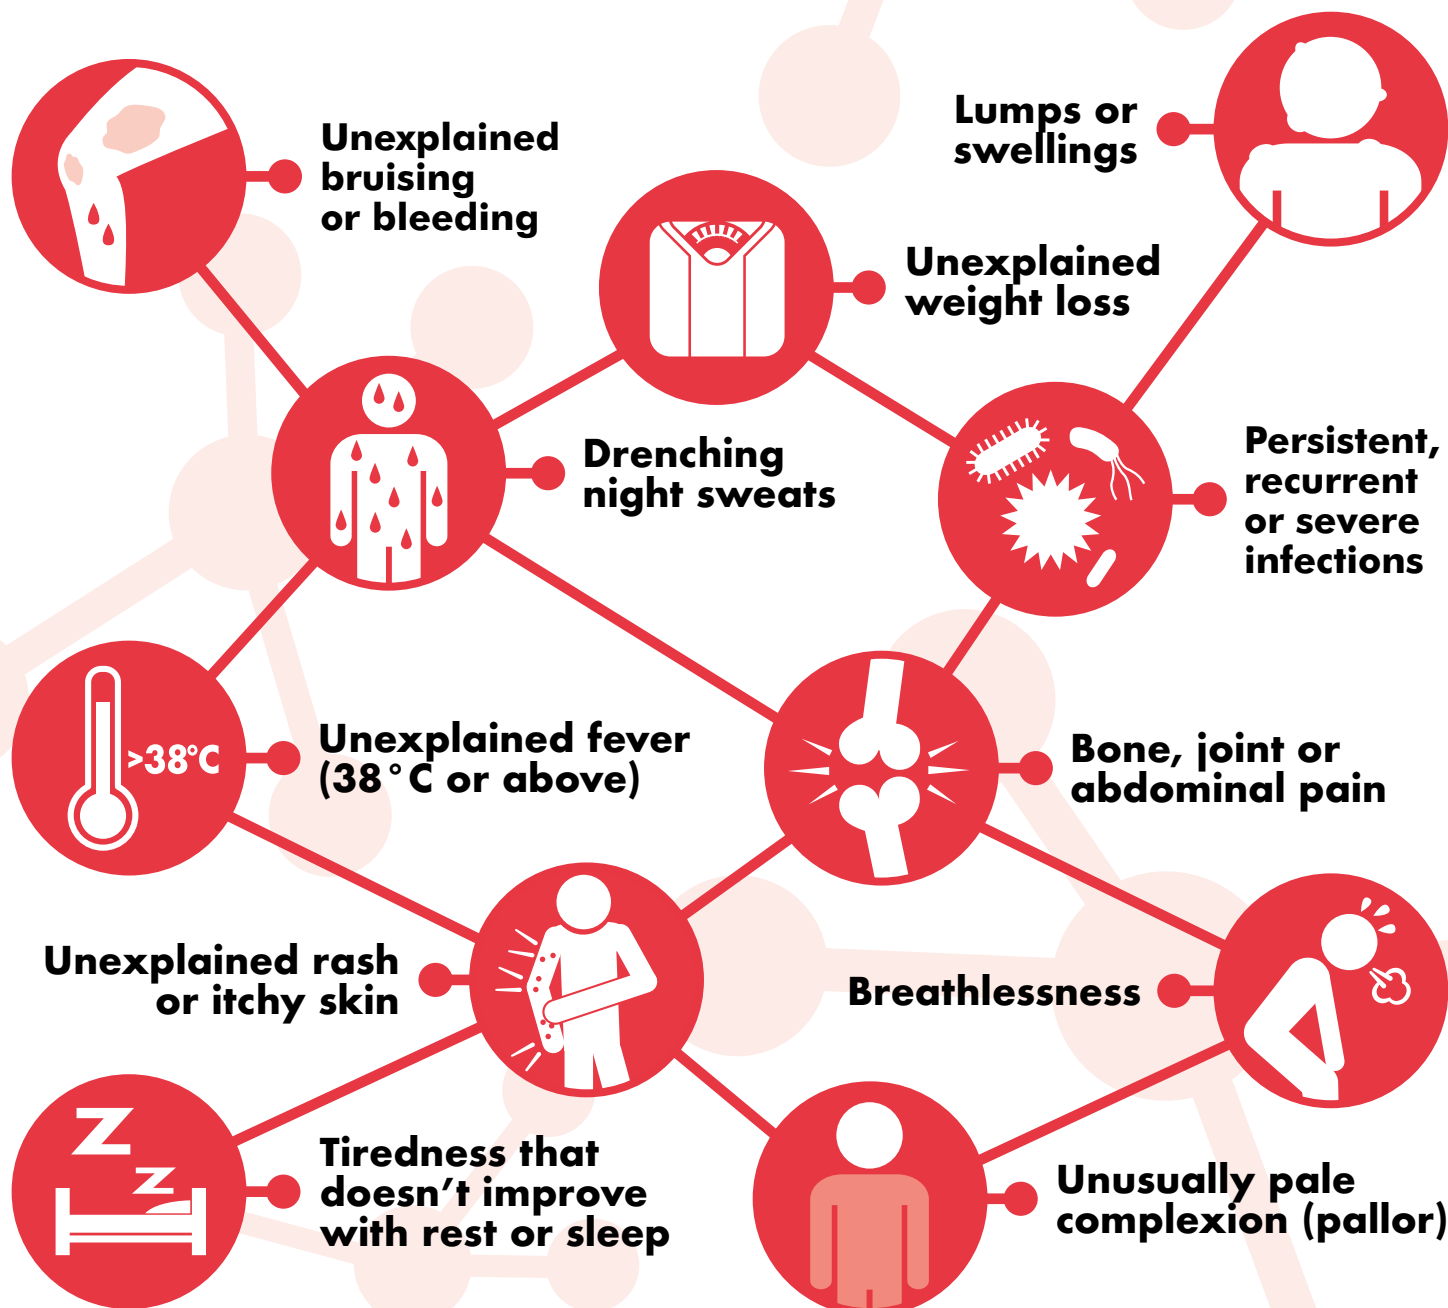 Unexplained
bruising
or bleeding
Lumps or
swellings
Unexplained
weight loss
Drenching
night sweats
Persistent,
recurrent
or severe
infections
>38°C
Unexplained fever
(38°C or above)
Bone, joint or
abdominal pain
Unexplained rash
or itchy skin
Breathlessness
Z
Z
Tiredness that
doesn't improve
with rest or sleep
Unusually pale
complexion (pallor)